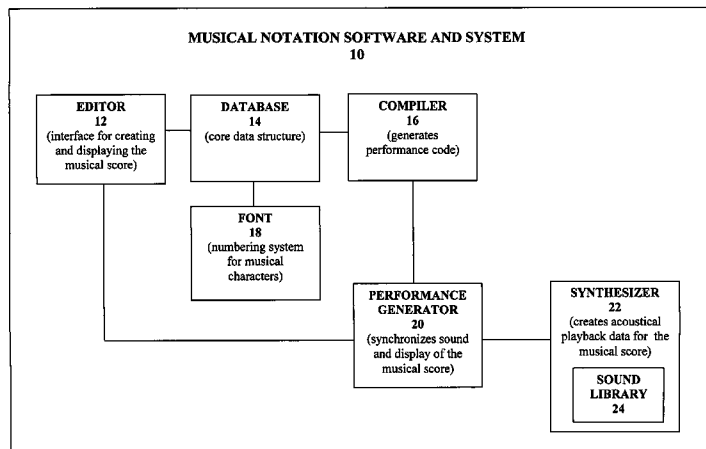 MUSICAL NOTATION SOFTWARE AND SYSTEM
10
EDITOR
12
(interface for creating
and displaying the
musical score)
DATABASE
14
(core data structure)
COMPILER
16
(generates
performance code)
FONT
18
(numbering system
for musical
characters)
PERFORMANCE
GENERATOR
20
(synchronizes sound
and display of the
musical score)
SYNTHESIZER
22
(creates acoustical
playback data for the
musical score)
SOUND
LIBRARY
24